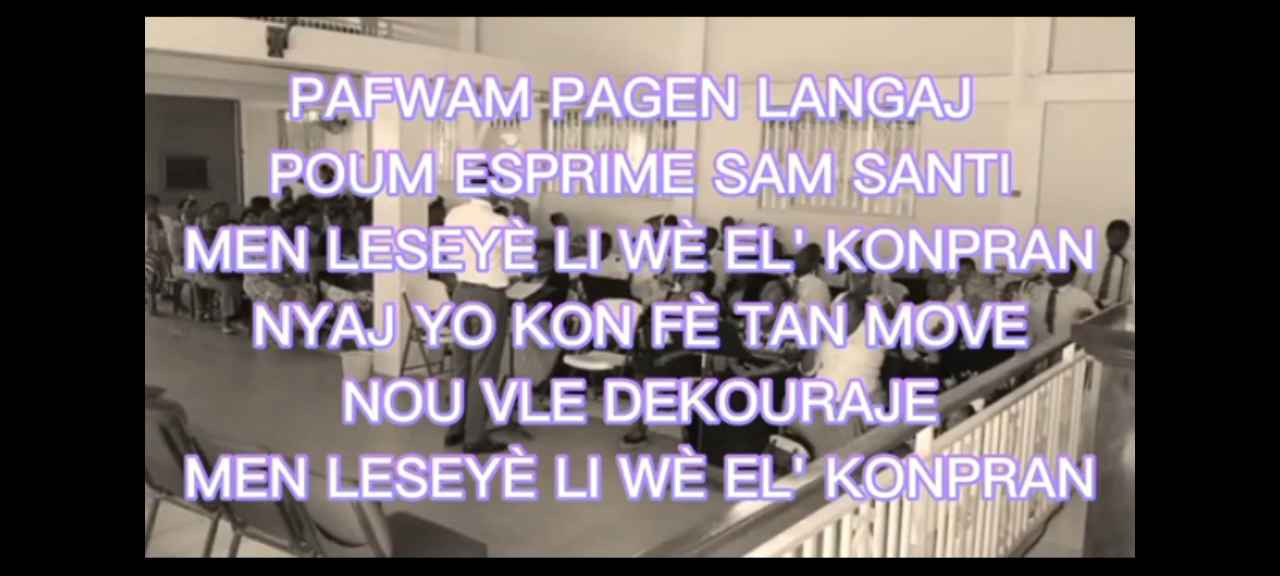 PAFWAM PAGEN LANGAJ
POUM ESPRIME SAM SANTI
MEN LESEYÈ LI WÈ EL' KONPRAN
NYAJ YO KON FÈ TAN MOVE
NOU VLE DEKOURAJE
MEN LESEYÈ LI WÈ EL' KONPRAN